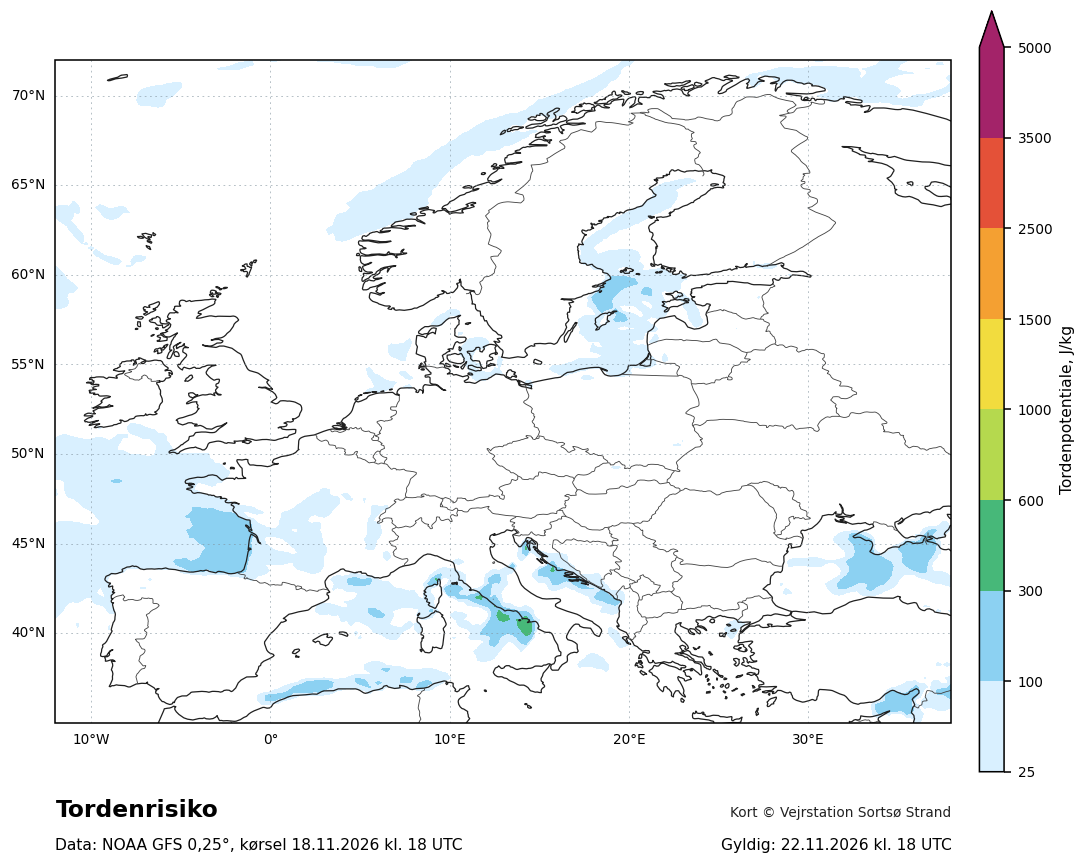 5000
3500
2500
1500
1000
600
300
100
25
Tordenpotentiale, J/kg
70°N
65°N
60°N
55°N
50°N
45°N
40°N
10°W
0°
10°E
20°E
30°E
Tordenrisiko
Kort © Vejrstation Sortsø Strand
Data: NOAA GFS 0,25°, kørsel 18.11.2026 kl. 18 UTC
Gyldig: 22.11.2026 kl. 18 UTC